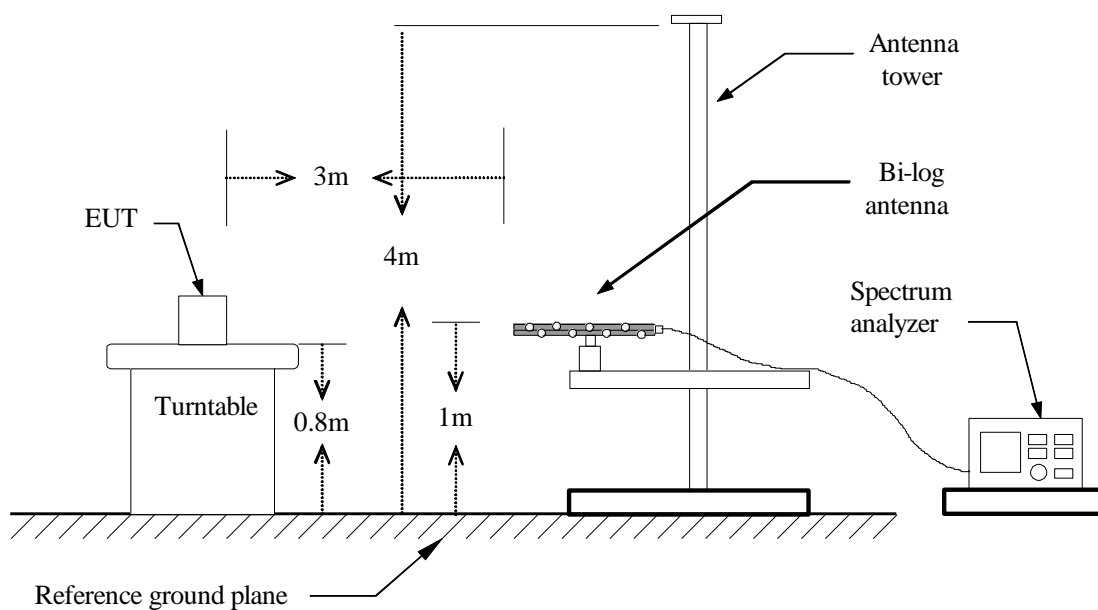 Antenna
tower
3m
Bi-log
antenna
EUT
4m
Spectrum
analyzer
Turntable
0.8m
1m
Reference ground plane